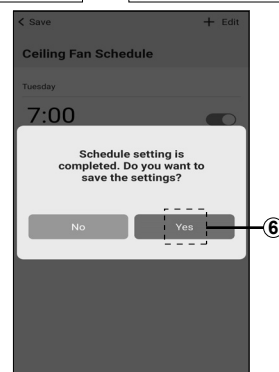 < Save + Edit
Ceiling Fan Schedule
Tuesday
7:00
Schedule setting is
completed. Do you want to
save the settings?
No Yes
6